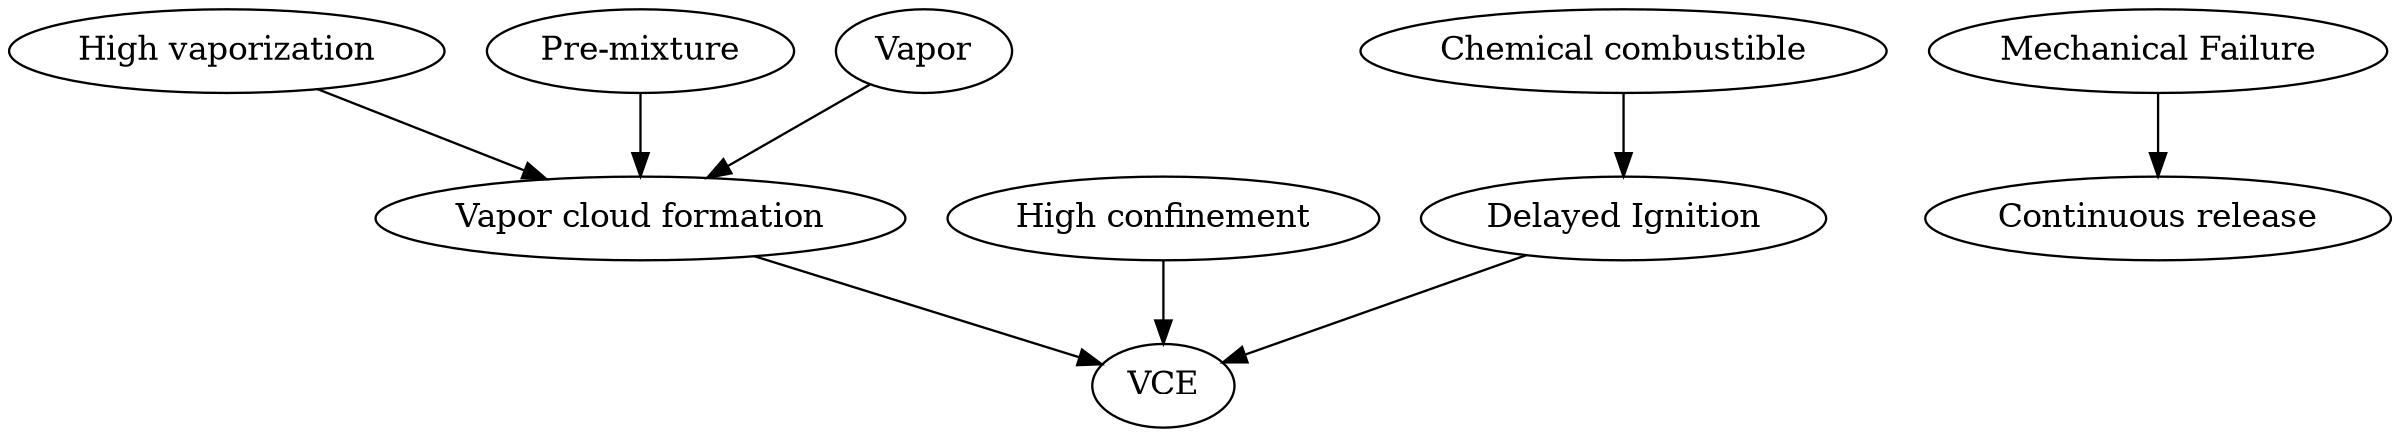 High vaporization
Pre-mixture
Vapor
Chemical combustible
Mechanical Failure
Vapor cloud formation
High confinement
Delayed Ignition
Continuous release
VCE